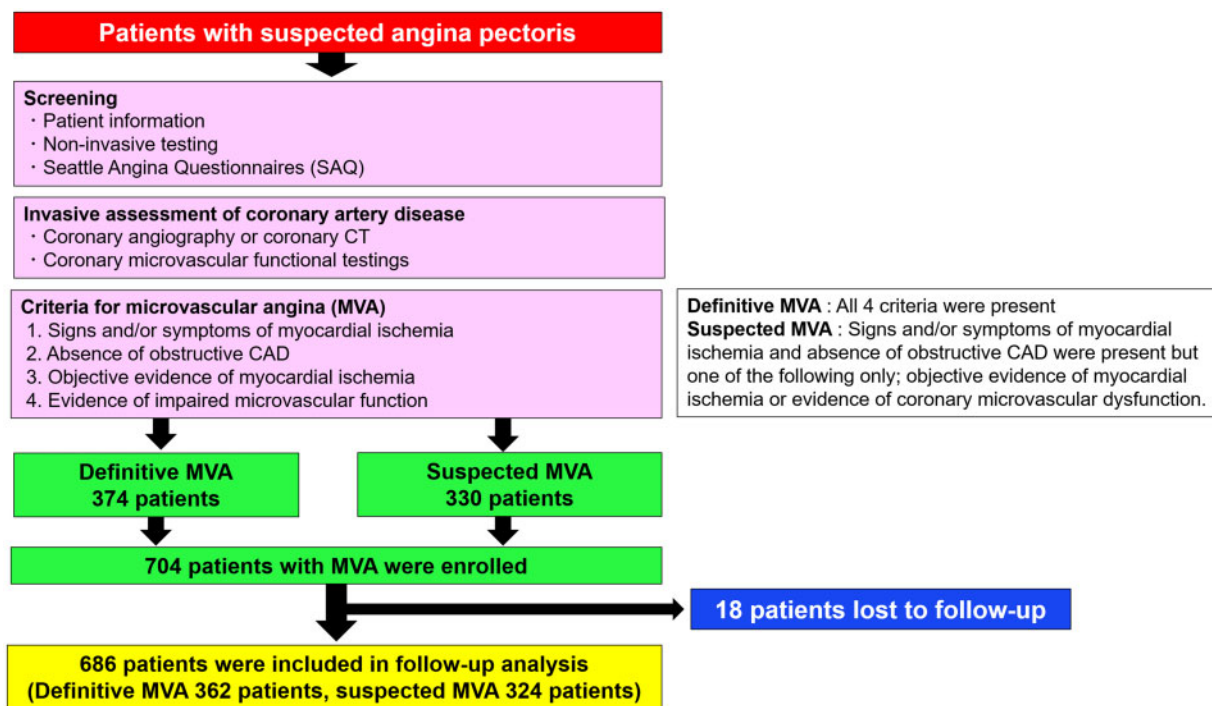 Patients with suspected angina pectoris
Screening
・Patient information
・Non-invasive testing
・Seattle Angina Questionnaires (SAQ)
Invasive assessment of coronary artery disease
・Coronary angiography or coronary CT
・Coronary microvascular functional testings
Criteria for microvascular angina (MVA)
1. Signs and/or symptoms of myocardial ischemia
2. Absence of obstructive CAD
3. Objective evidence of myocardial ischemia
4. Evidence of impaired microvascular function
Definitive MVA : All 4 criteria were present
Suspected MVA : Signs and/or symptoms of myocardial
ischemia and absence of obstructive CAD were present but
one of the following only; objective evidence of myocardial
ischemia or evidence of coronary microvascular dysfunction.
Definitive MVA
374 patients
Suspected MVA
330 patients
704 patients with MVA were enrolled
18 patients lost to follow-up
686 patients were included in follow-up analysis
(Definitive MVA 362 patients, suspected MVA 324 patients)